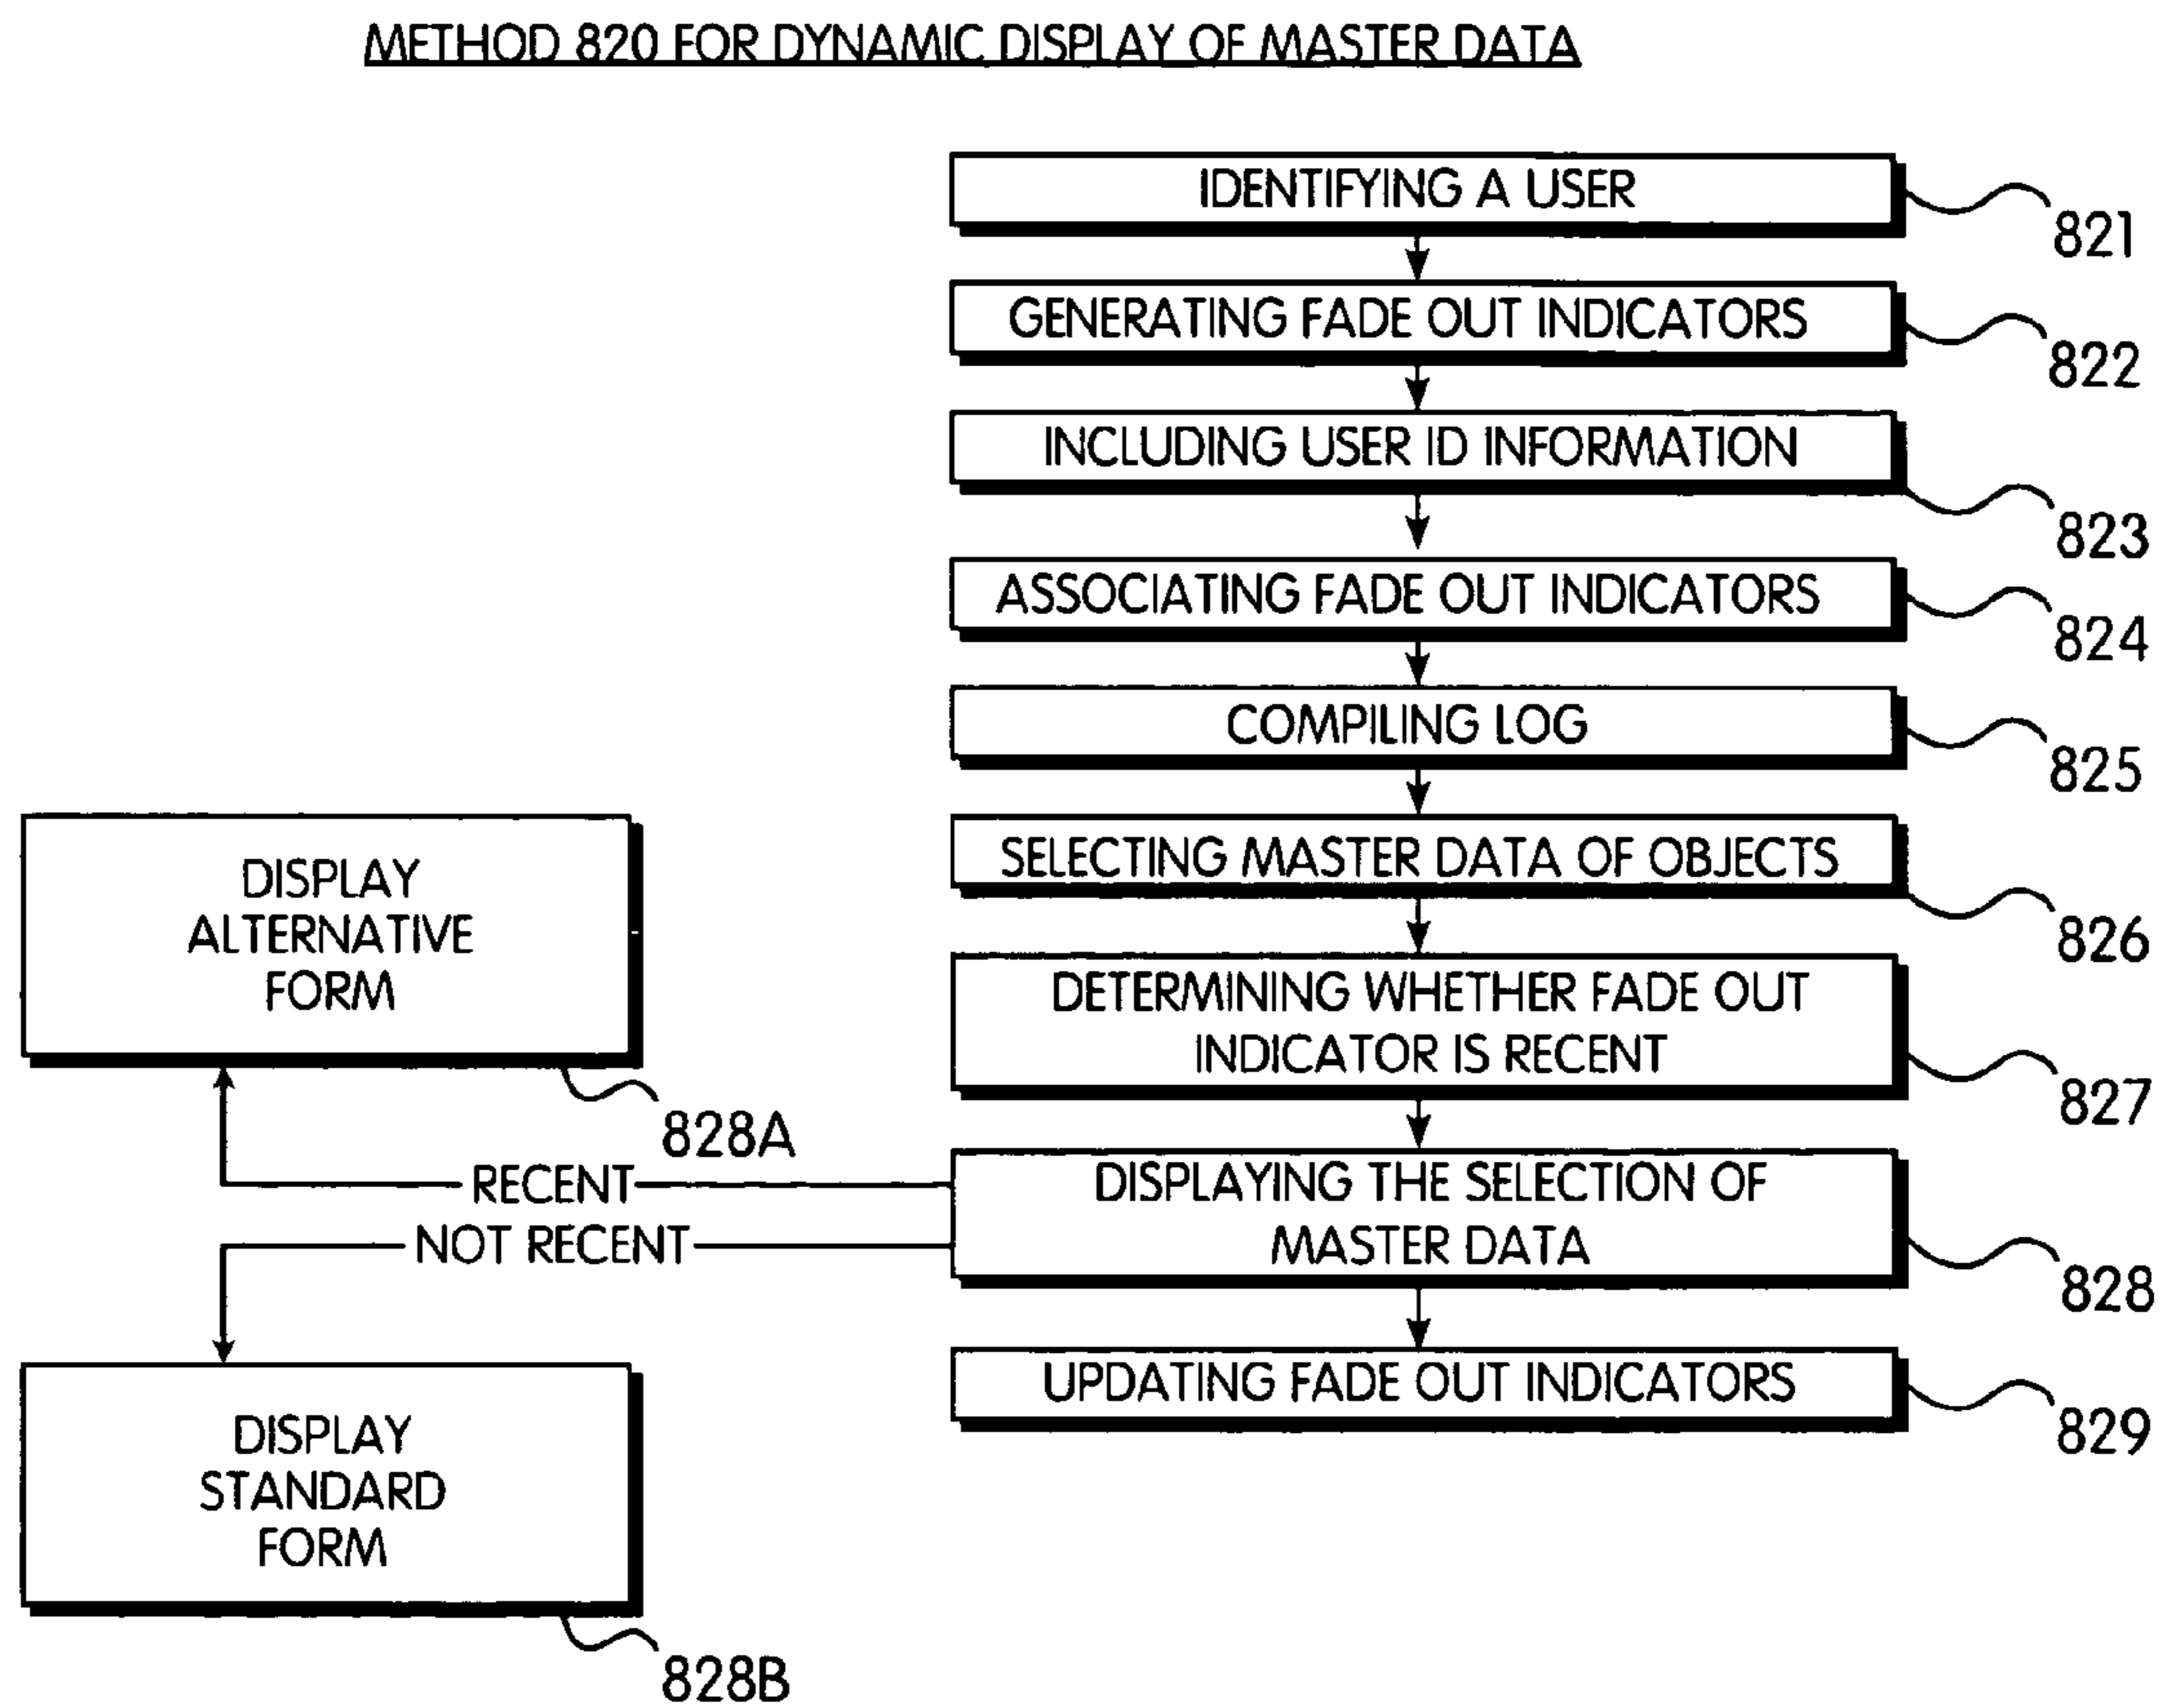 METHOD 820 FOR DYNAMIC DISPLAY OF MASTER DATA
IDENTIFYING A USER
821
GENERATING FADE OUT INDICATORS
822
INCLUDING USER ID INFORMATION
823
ASSOCIATING FADE OUT INDICATORS
824
COMPILING LOG
825
SELECTING MASTER DATA OF OBJECTS
826
DETERMINING WHETHER FADE OUT
INDICATOR IS RECENT
827
DISPLAYING THE SELECTION OF
MASTER DATA
828
RECENT
NOT RECENT
DISPLAY
ALTERNATIVE
FORM
828A
DISPLAY
STANDARD
FORM
828B
UPDATING FADE OUT INDICATORS
829